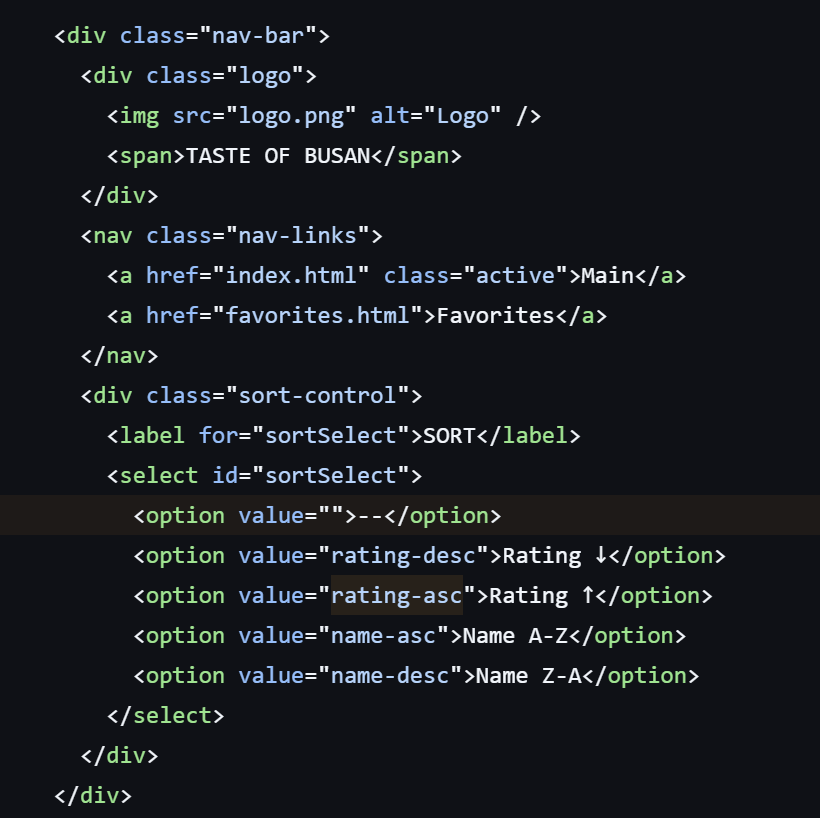 <div class="nav-bar">
<div class="logo">
<img src="logo.png" alt="Logo" />
<span>TASTE OF BUSAN</span>
</div>
<nav class="nav-links">
<a href="index.html" class="active">Main</a>
<a href="favorites.html">Favorites</a>
</nav>
<div class="sort-control">
<label for="sortSelect">SORT</label>
<select id="sortSelect">
<option value="">--</option>
<option value="rating-desc">Rating ↓</option>
<option value="rating-asc">Rating ↑</option>
<option value="name-asc">Name A-Z</option>
<option value="name-desc">Name Z-A</option>
</select>
</div>
</div>